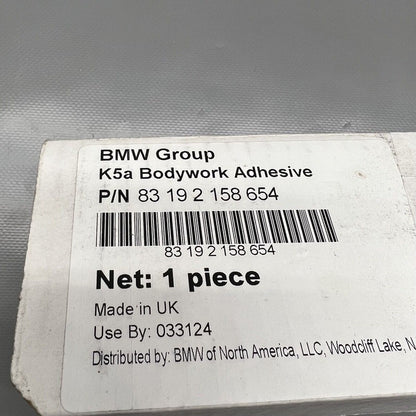 BMW Group
K5a Bodywork Adhesive
P/N 83 19 2 158 654
83 19 2 158 654
Net: 1 piece
Made in UK
Use By: 033124
Distributed by: BMW of North America, LLC, Woodcliff Lake, N